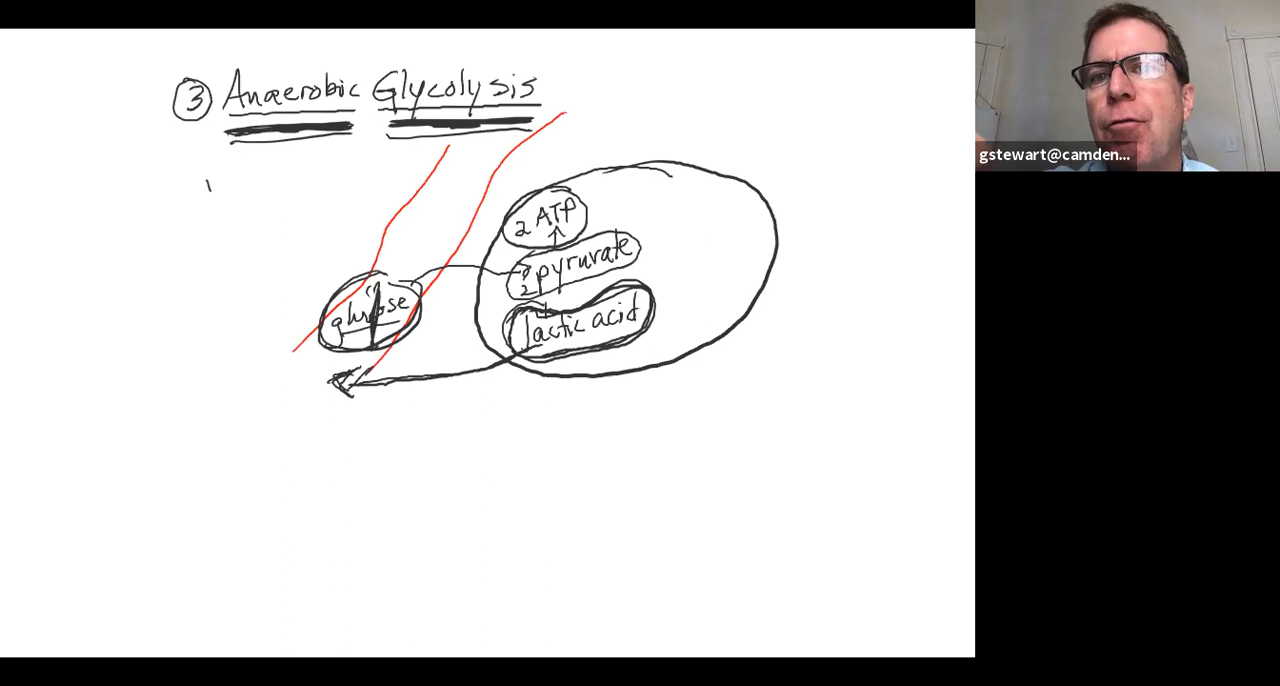 3 Anaerobic Glycolysis
2 ATP
2 pyruvate
glucose
lactic acid
gstewart@camden...